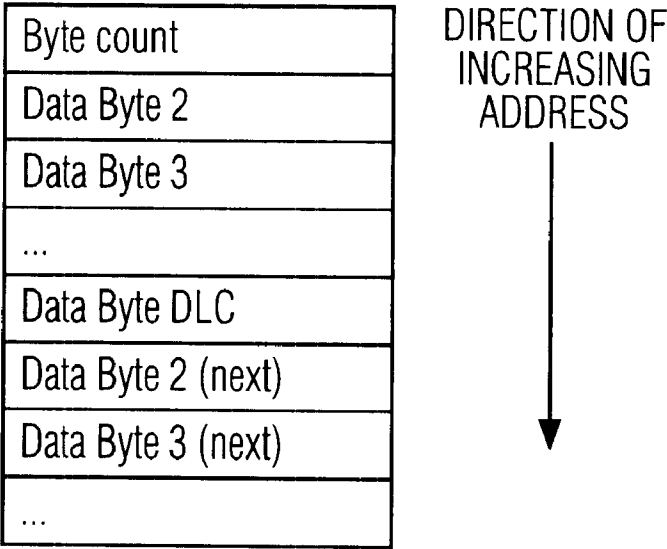 Byte count
Data Byte 2
Data Byte 3
...
Data Byte DLC
Data Byte 2 (next)
Data Byte 3 (next)
...
DIRECTION OF
INCREASING
ADDRESS